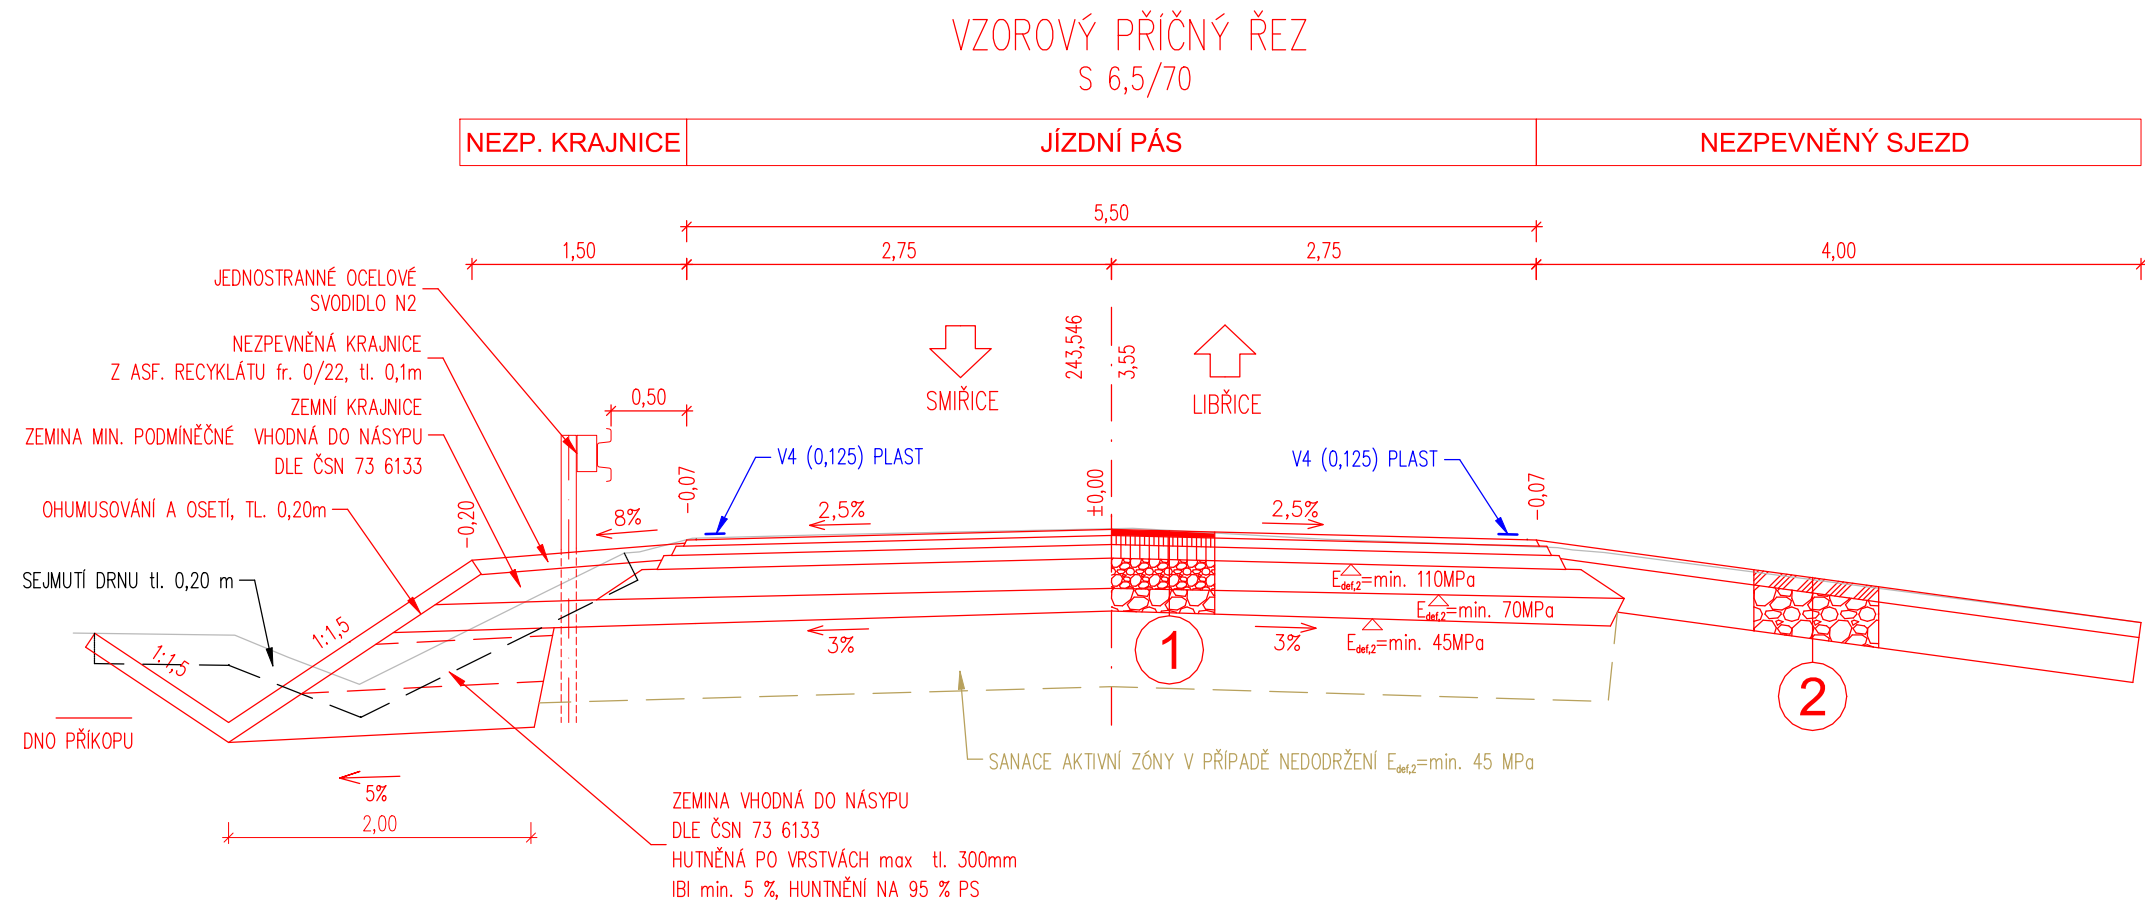 VZOROVÝ PŘÍČNÝ ŘEZ
S 6,5/70
NEZP. KRAJNICE
JÍZDNÍ PÁS
NEZPEVNĚNÝ SJEZD
5,50
1,50
2,75
2,75
4,00
JEDNOSTRANNÉ OCELOVÉ
SVODIDLO N2
NEZPEVNĚNÁ KRAJNICE
Z ASF. RECYKLÁTU fr. 0/22, tl. 0,1m
ZEMNÍ KRAJNICE
ZEMINA MIN. PODMÍNĚČNÉ VHODNÁ DO NÁSYPU
DLE ČSN 73 6133
OHUMUSOVÁNÍ A OSETÍ, TL. 0,20m
SEJMUTÍ DRNU tl. 0,20 m
0,50
SMIŘICE
243,546
3,55
LIBŘICE
V4 (0,125) PLAST
V4 (0,125) PLAST
-0,20
-0,07
±0,00
-0,07
8%
2,5%
2,5%
Edef,2=min. 110MPa
Edef,2=min. 70MPa
Edef,2=min. 45MPa
3%
3%
1
2
1:1,5
1:1,5
DNO PŘÍKOPU
5%
2,00
SANACE AKTIVNÍ ZÓNY V PŘÍPADĚ NEDODRŽENÍ Edef,2=min. 45 MPa
ZEMINA VHODNÁ DO NÁSYPU
DLE ČSN 73 6133
HUTNĚNÁ PO VRSTVÁCH max tl. 300mm
IBI min. 5 %, HUNTNĚNÍ NA 95 % PS